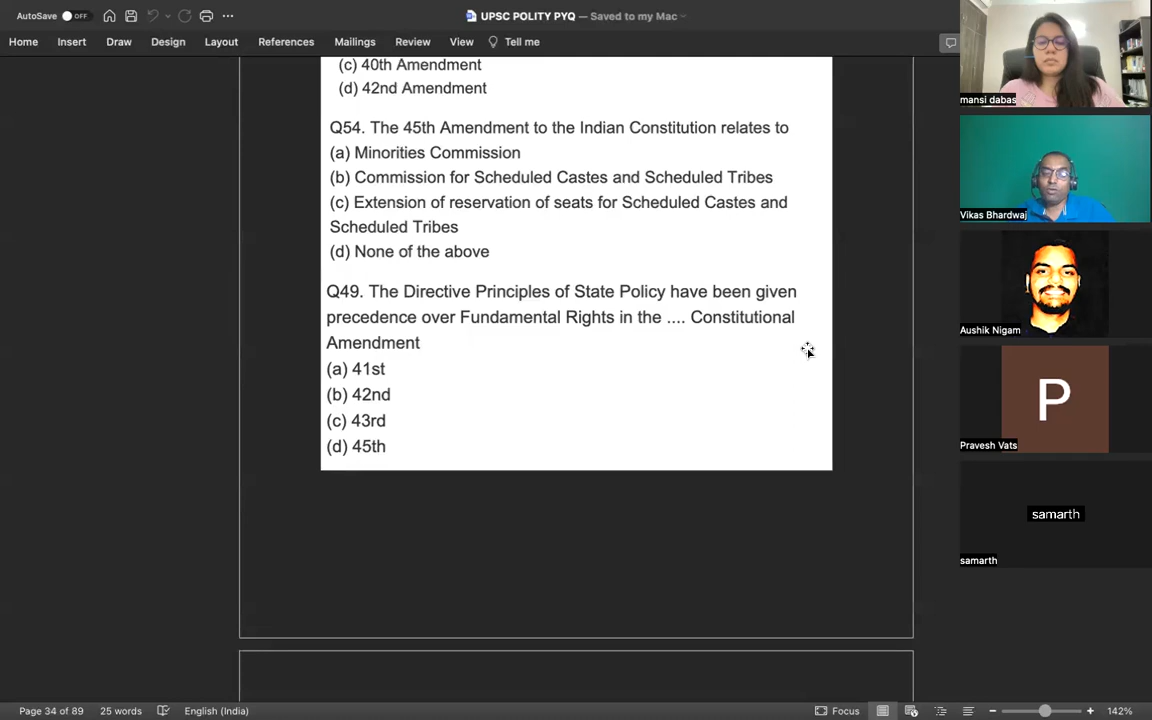 AutoSave OFF
UPSC POLITY PYQ — Saved to my Mac
Home Insert Draw Design Layout References Mailings Review View Tell me
(c) 40th Amendment
(d) 42nd Amendment
Q54. The 45th Amendment to the Indian Constitution relates to
(a) Minorities Commission
(b) Commission for Scheduled Castes and Scheduled Tribes
(c) Extension of reservation of seats for Scheduled Castes and
Scheduled Tribes
(d) None of the above
Q49. The Directive Principles of State Policy have been given
precedence over Fundamental Rights in the .... Constitutional
Amendment
(a) 41st
(b) 42nd
(c) 43rd
(d) 45th
mansi dabas
Vikas Bhardwaj
Aushik Nigam
P
Pravesh Vats
samarth
samarth
Page 34 of 89 25 words English (India) Focus 142%